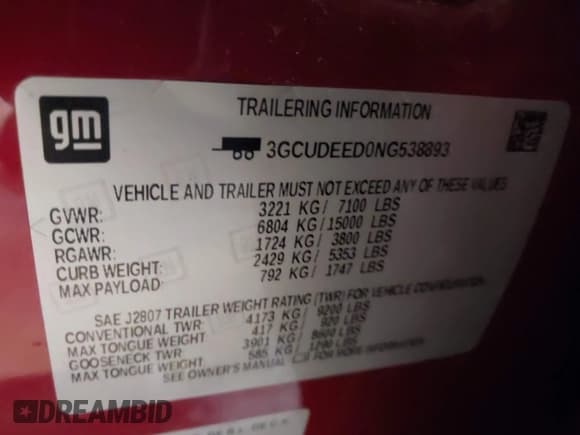 gm
TRAILERING INFORMATION
3GCUDEED0NG538893
VEHICLE AND TRAILER MUST NOT EXCEED ANY OF THESE VALUES
GVWR: 3221 KG/ 7100 LBS
GCWR: 6804 KG/15000 LBS
RGAWR: 1724 KG/ 3800 LBS
CURB WEIGHT: 2429 KG/ 5353 LBS
MAX PAYLOAD: 792 KG/ 1747 LBS
SAE J2807 TRAILER WEIGHT RATING (TWR) FOR VEHICLE CONFIGURATION.
CONVENTIONAL TWR: 4173 KG/ 9200 LBS
MAX TONGUE WEIGHT: 417 KG/ 920 LBS
GOOSENECK TWR: 3901 KG/ 8600 LBS
MAX TONGUE WEIGHT: 585 KG/ 1290 LBS
SEE OWNER'S MANUAL FOR MORE INFORMATION
DREAMBID